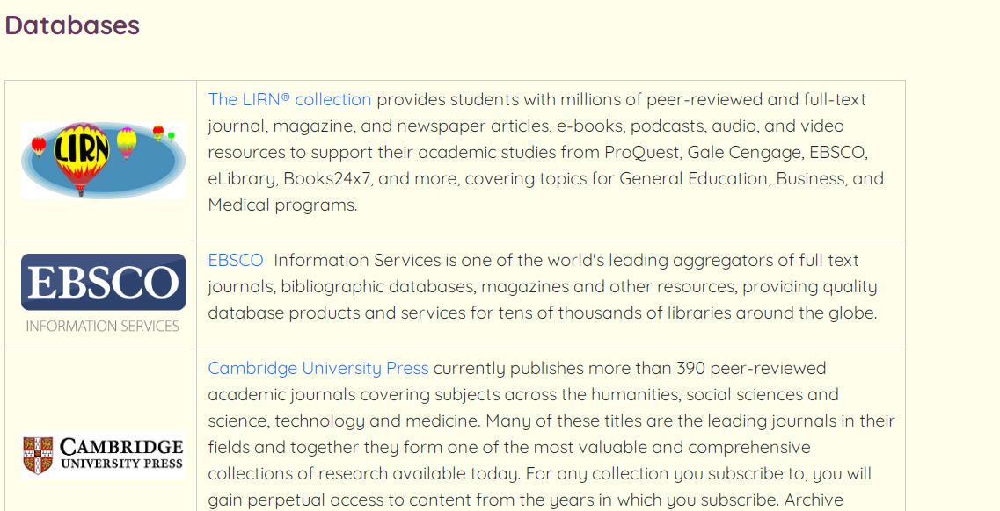 Databases
LIRN
The LIRN® collection provides students with millions of peer-reviewed and full-text
journal, magazine, and newspaper articles, e-books, podcasts, audio, and video
resources to support their academic studies from ProQuest, Gale Cengage, EBSCO,
eLibrary, Books24x7, and more, covering topics for General Education, Business, and
Medical programs.
EBSCO
INFORMATION SERVICES
EBSCO Information Services is one of the world's leading aggregators of full text
journals, bibliographic databases, magazines and other resources, providing quality
database products and services for tens of thousands of libraries around the globe.
CAMBRIDGE
UNIVERSITY PRESS
Cambridge University Press currently publishes more than 390 peer-reviewed
academic journals covering subjects across the humanities, social sciences and
science, technology and medicine. Many of these titles are the leading journals in their
fields and together they form one of the most valuable and comprehensive
collections of research available today. For any collection you subscribe to, you will
gain perpetual access to content from the years in which you subscribe. Archive